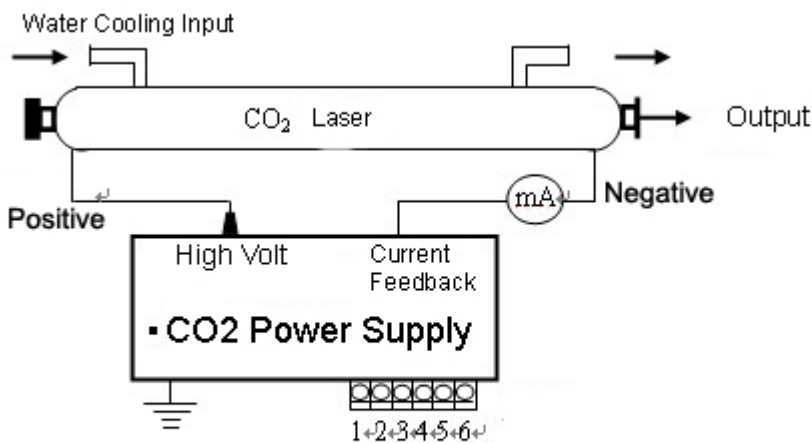 Water Cooling Input
CO₂ Laser
Output
Positive
mA
Negative
High Volt
Current
Feedback
▪ CO2 Power Supply
1↵2↵3↵4↵5↵6↵